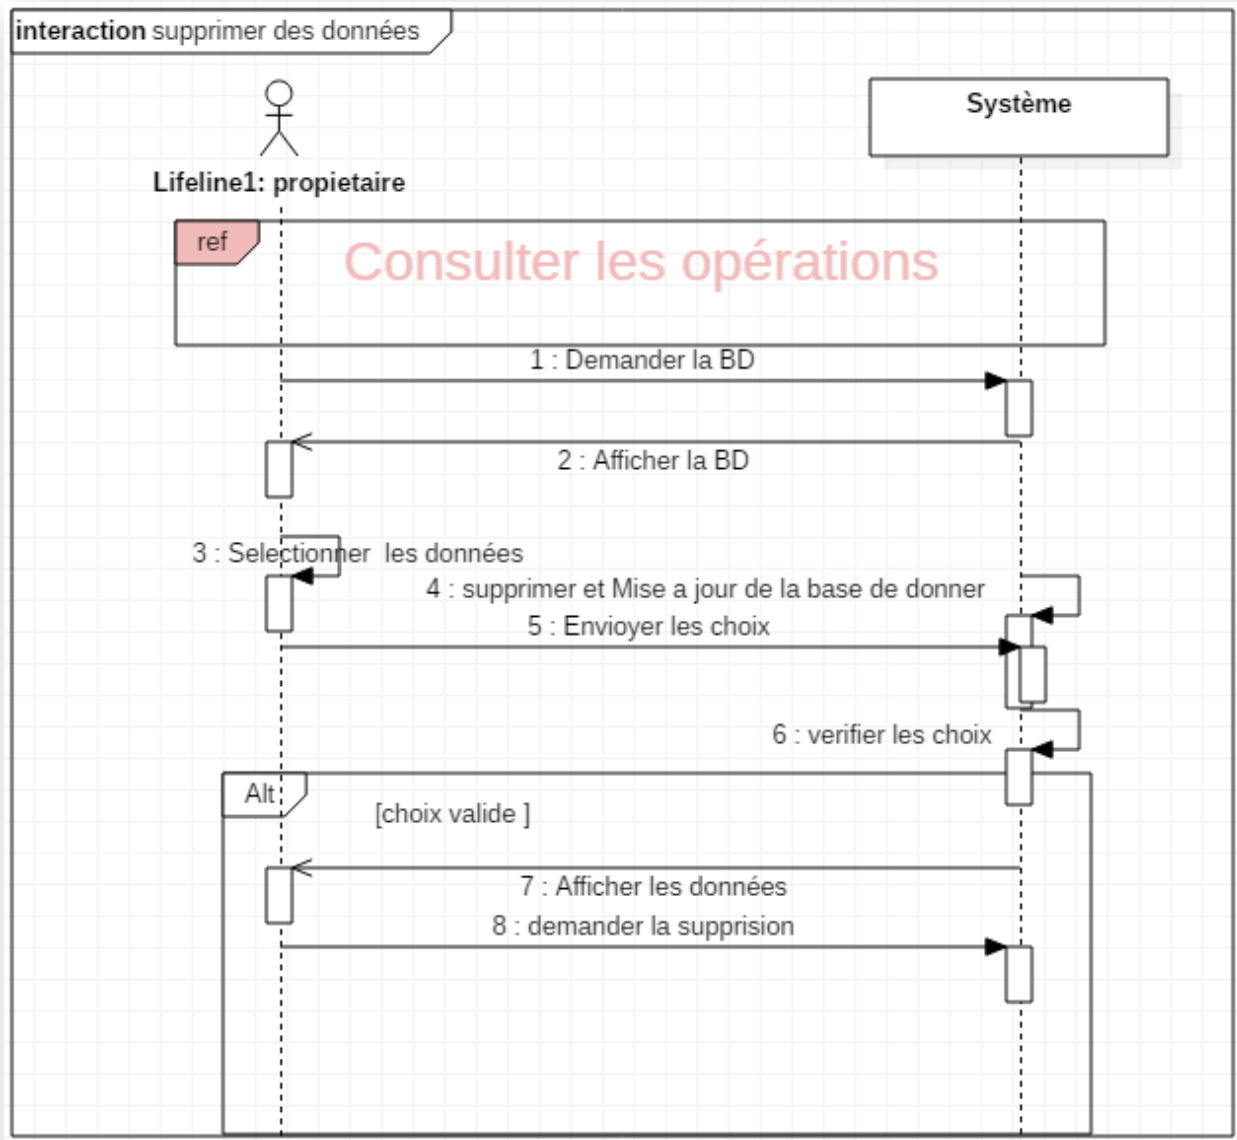 interaction supprimer des données
Système
Lifeline1: propietaire
ref
Consulter les opérations
1 : Demander la BD
2 : Afficher la BD
3 : Selectionner les données
4 : supprimer et Mise a jour de la base de donner
5 : Envioyer les choix
6 : verifier les choix
Alt
[choix valide ]
7 : Afficher les données
8 : demander la supprision